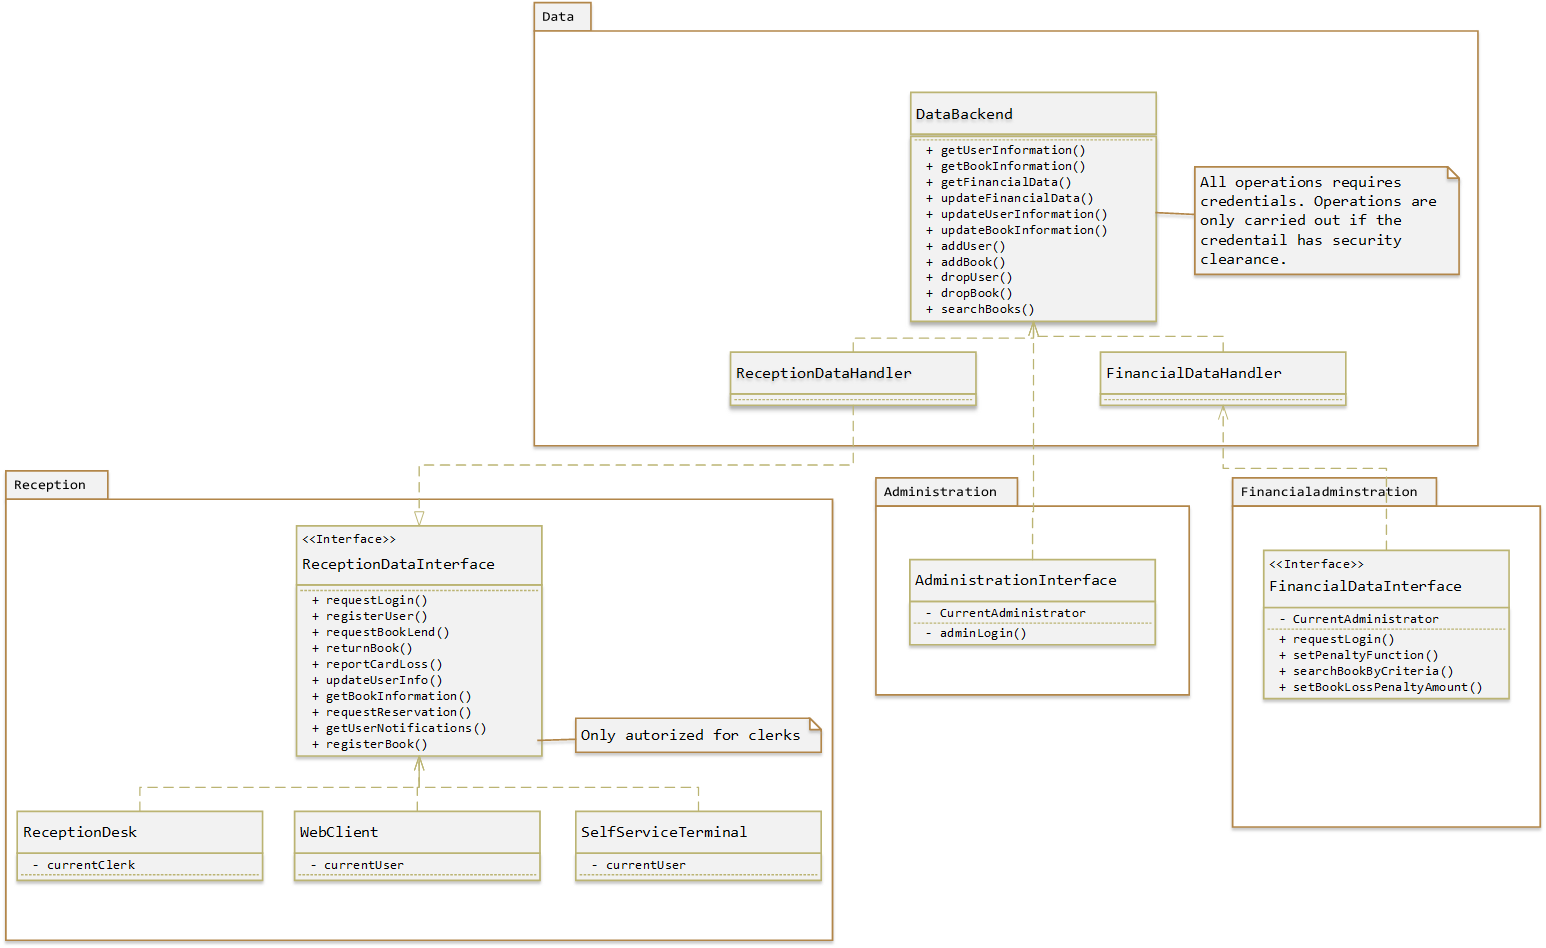 Data
DataBackend
+ getUserInformation()
+ getBookInformation()
+ getFinancialData()
+ updateFinancialData()
+ updateUserInformation()
+ updateBookInformation()
+ addUser()
+ addBook()
+ dropUser()
+ dropBook()
+ searchBooks()
All operations requires
credentials. Operations are
only carried out if the
credentail has security
clearance.
ReceptionDataHandler
FinancialDataHandler
Reception
<<Interface>>
ReceptionDataInterface
+ requestLogin()
+ registerUser()
+ requestBookLend()
+ returnBook()
+ reportCardLoss()
+ updateUserInfo()
+ getBookInformation()
+ requestReservation()
+ getUserNotifications()
+ registerBook()
Only autorized for clerks
ReceptionDesk
- currentClerk
WebClient
- currentUser
SelfServiceTerminal
- currentUser
Administration
AdministrationInterface
- CurrentAdministrator
- adminLogin()
Financialadminstration
<<Interface>>
FinancialDataInterface
- CurrentAdministrator
+ requestLogin()
+ setPenaltyFunction()
+ searchBookByCriteria()
+ setBookLossPenaltyAmount()